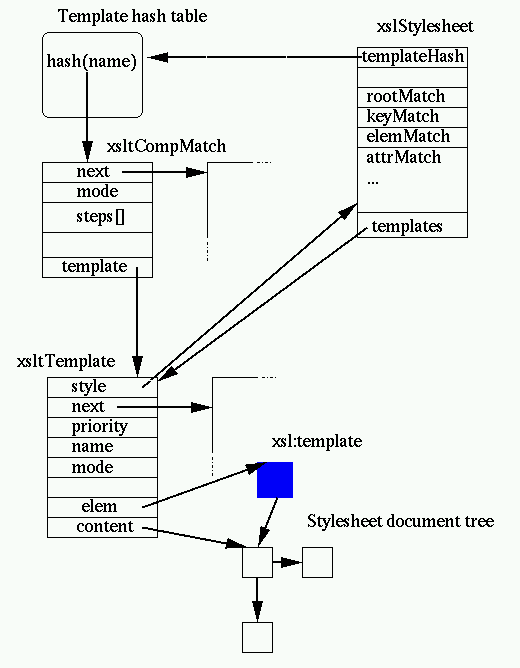 Template hash table
hash(name)
xslStylesheet
templateHash
rootMatch
keyMatch
elemMatch
attrMatch
...
templates
xsltCompMatch
next
mode
steps[]
template
xsltTemplate
style
next
priority
name
mode
elem
content
xsl:template
Stylesheet document tree